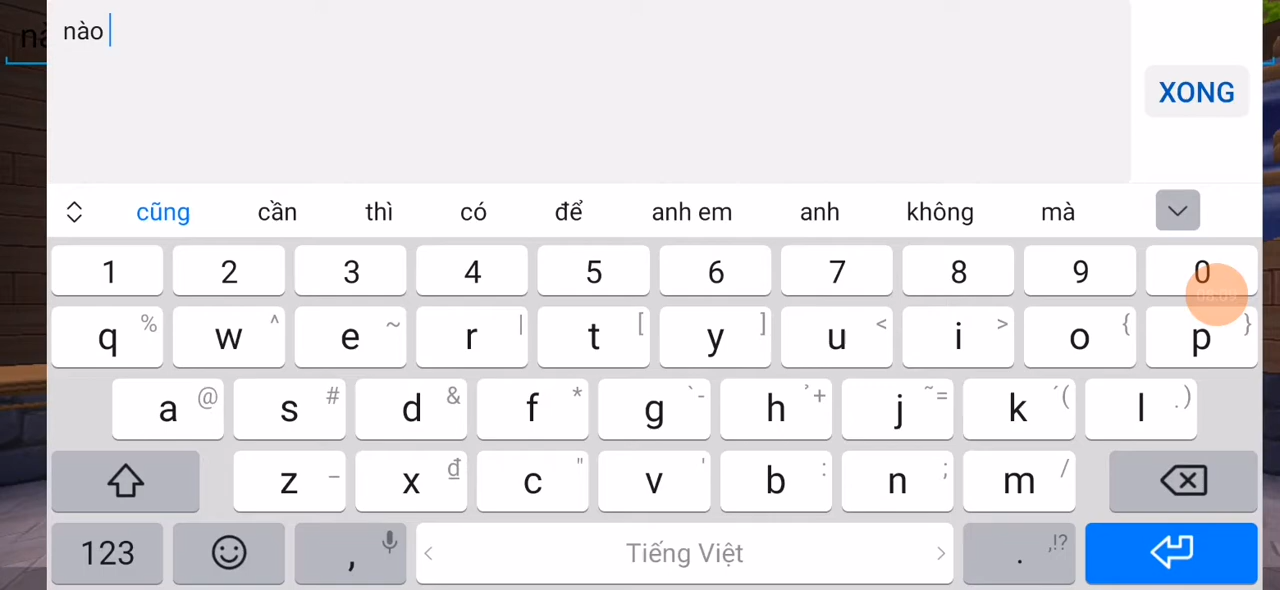 nào
XONG
cũng cần thì có để anh em anh không mà
1 2 3 4 5 6 7 8 9 0
q % w ^ e ~ r | t [ y ] u < i > o { p }
a @ s # d & f * g ` - h ̉ + j ~ = k ´ ( l . )
z _ x ₫ c " v ' b : n ; m /
123 , < Tiếng Việt > . ,!?